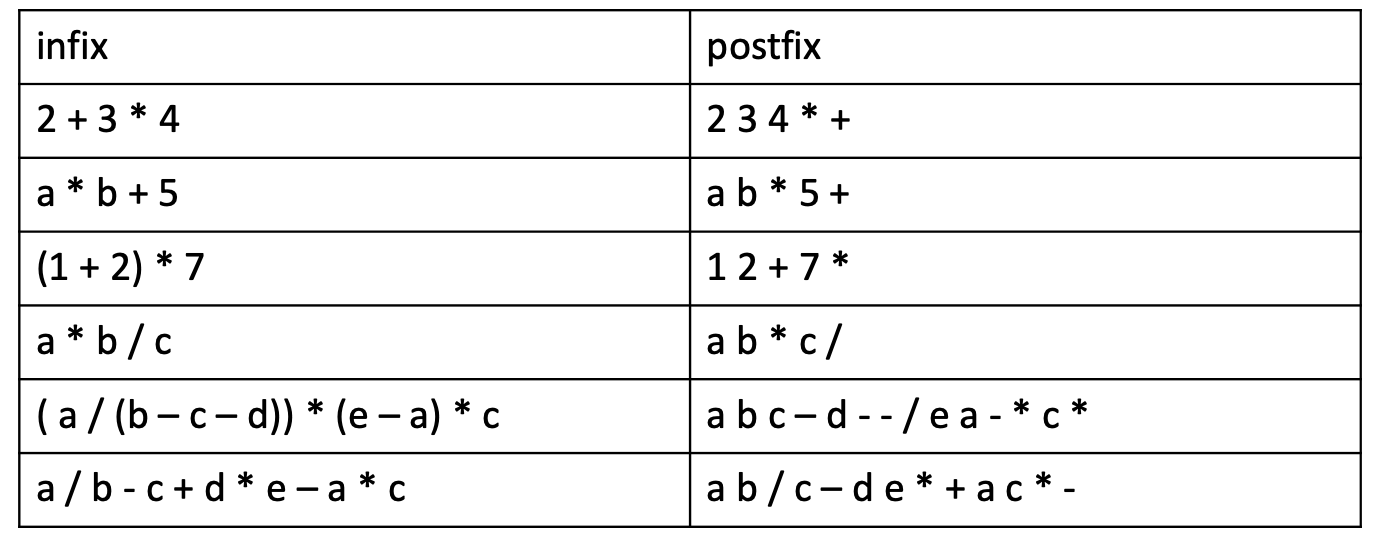 infix postfix
2 + 3 * 4 2 3 4 * +
a * b + 5 a b * 5 +
(1 + 2) * 7 1 2 + 7 *
a * b / c a b * c /
( a / (b – c – d)) * (e – a) * c a b c – d - - / e a - * c *
a / b - c + d * e – a * c a b / c – d e * + a c * -